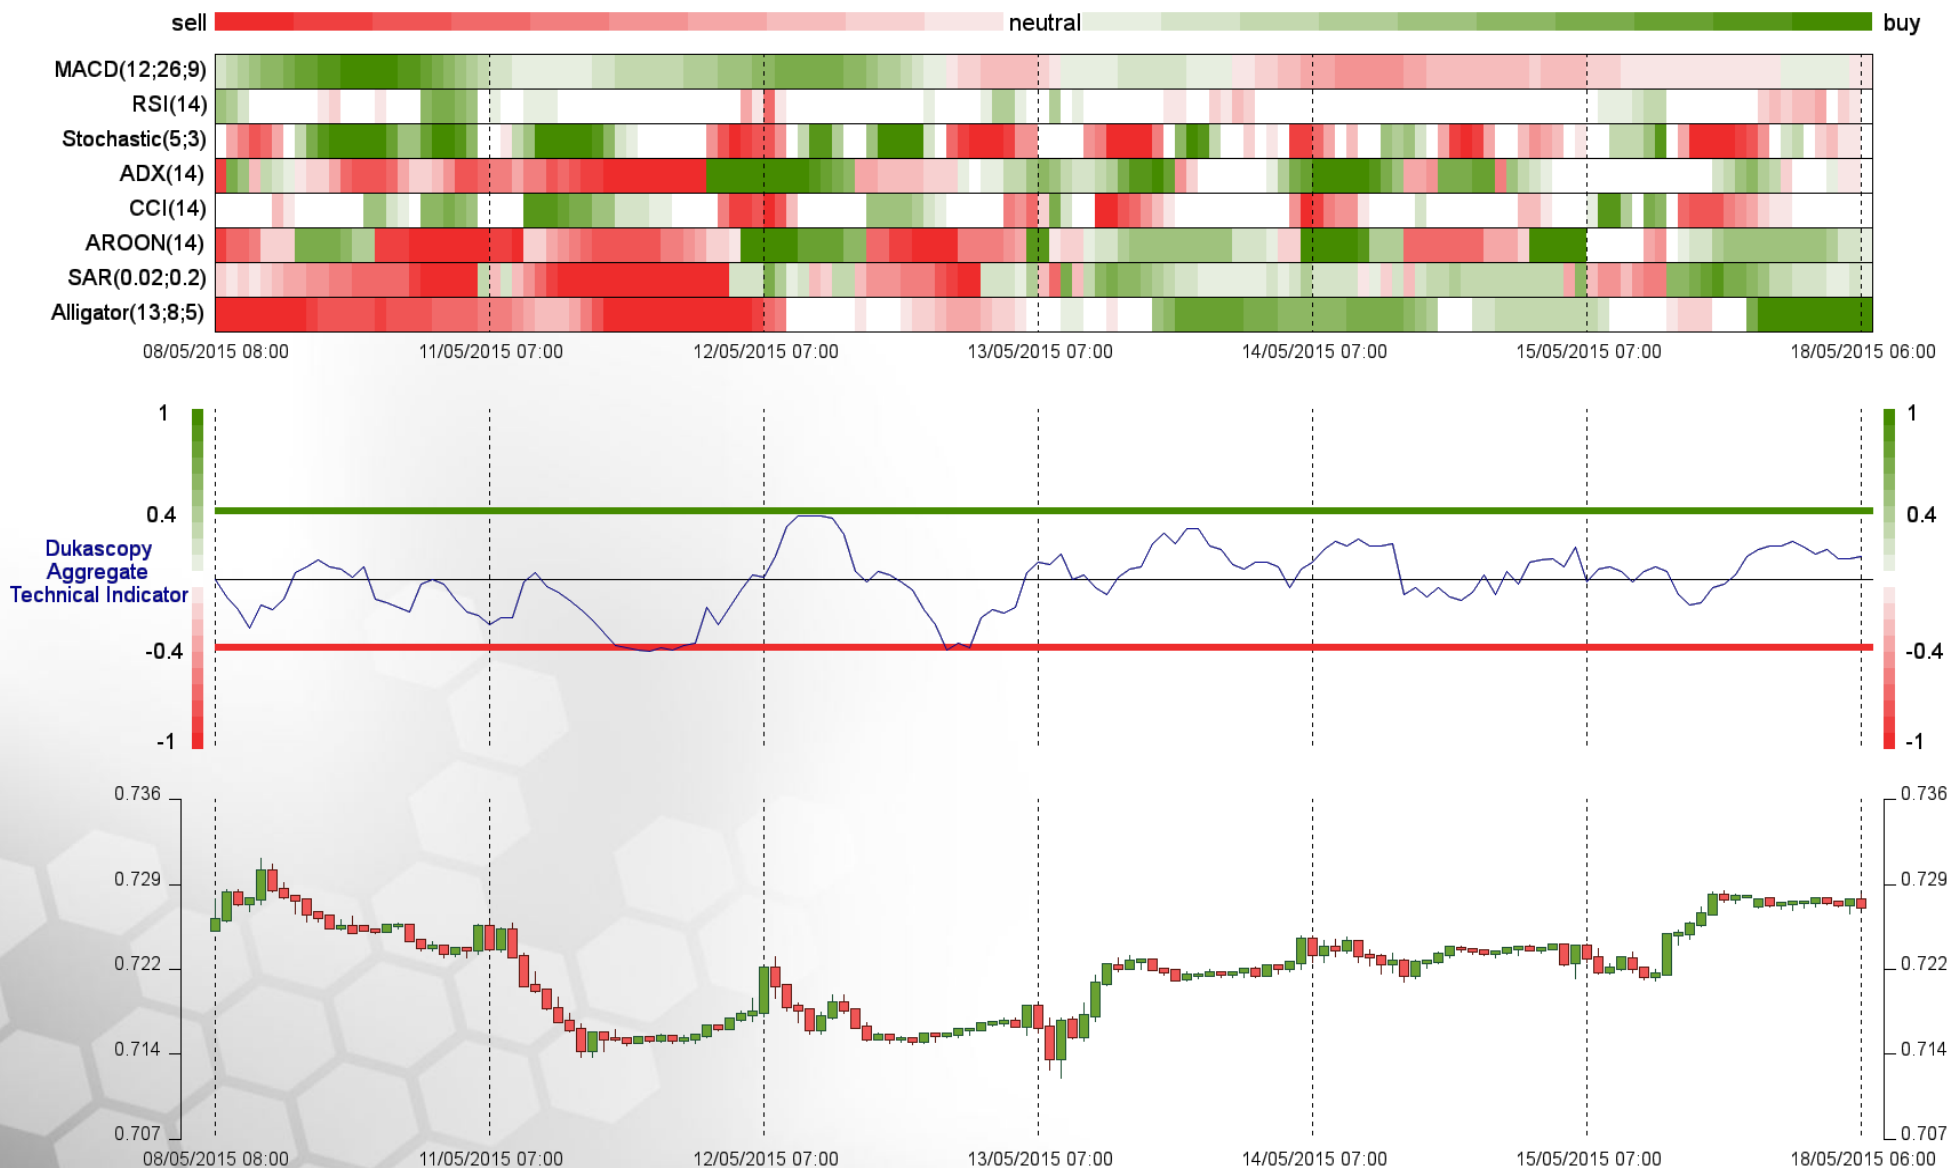 sell neutral buy
MACD(12;26;9)
RSI(14)
Stochastic(5;3)
ADX(14)
CCI(14)
AROON(14)
SAR(0.02;0.2)
Alligator(13;8;5)
08/05/2015 08:00 11/05/2015 07:00 12/05/2015 07:00 13/05/2015 07:00 14/05/2015 07:00 15/05/2015 07:00 18/05/2015 06:00
1 1
0.4 0.4
Dukascopy
Aggregate
Technical Indicator
-0.4 -0.4
-1 -1
0.736 0.736
0.729 0.729
0.722 0.722
0.714 0.714
0.707 0.707
08/05/2015 08:00 11/05/2015 07:00 12/05/2015 07:00 13/05/2015 07:00 14/05/2015 07:00 15/05/2015 07:00 18/05/2015 06:00